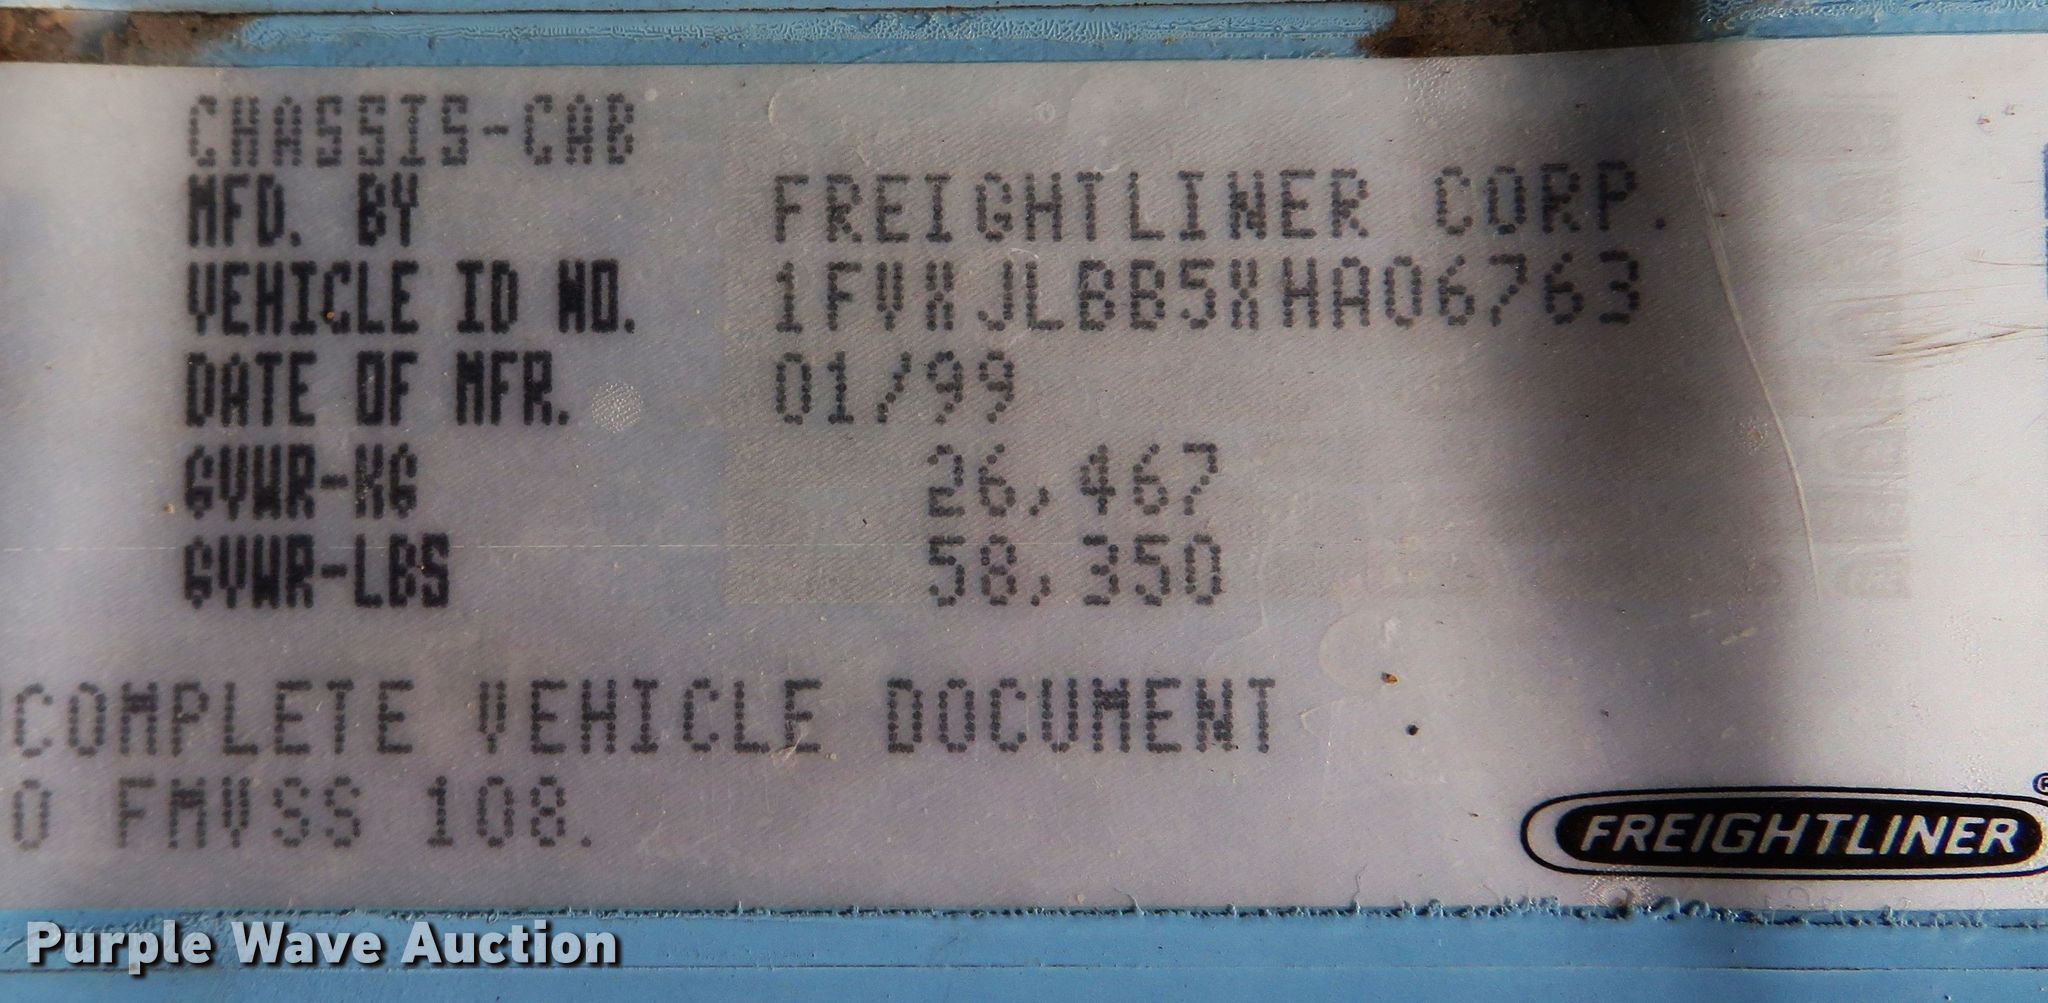 CHASSIS-CAB
MFD. BY FREIGHTLINER CORP.
VEHICLE ID NO. 1FVXJLBB5XHA06763
DATE OF MFR. 01/99
GVWR-KG 26,467
GVWR-LBS 58,350
COMPLETE VEHICLE DOCUMENT
O FMVSS 108.
FREIGHTLINER ®
Purple Wave Auction